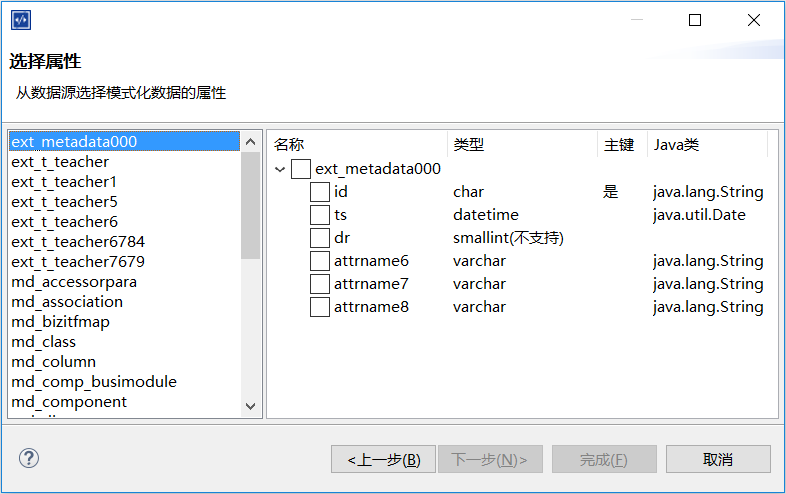 选择属性
从数据源选择模式化数据的属性
ext_metadata000
ext_t_teacher
ext_t_teacher1
ext_t_teacher5
ext_t_teacher6
ext_t_teacher6784
ext_t_teacher7679
md_accessorpara
md_association
md_bizitfmap
md_class
md_column
md_comp_busimodule
md_component
名称 类型 主键 Java类
ext_metadata000
id char 是 java.lang.String
ts datetime java.util.Date
dr smallint(不支持)
attrname6 varchar java.lang.String
attrname7 varchar java.lang.String
attrname8 varchar java.lang.String
? <上一步(B) 下一步(N)> 完成(F) 取消